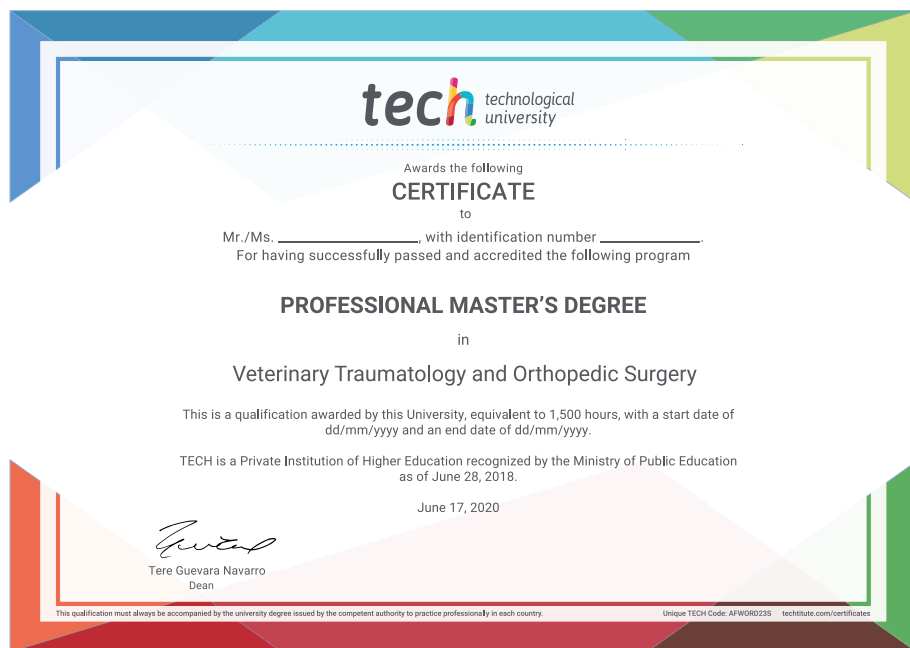 tech technological
university
Awards the following
CERTIFICATE
to
Mr./Ms. ____________________, with identification number ______________.
For having successfully passed and accredited the following program
PROFESSIONAL MASTER'S DEGREE
in
Veterinary Traumatology and Orthopedic Surgery
This is a qualification awarded by this University, equivalent to 1,500 hours, with a start date of
dd/mm/yyyy and an end date of dd/mm/yyyy.
TECH is a Private Institution of Higher Education recognized by the Ministry of Public Education
as of June 28, 2018.
June 17, 2020
Tere Guevara Navarro
Dean
This qualification must always be accompanied by the university degree issued by the competent authority to practice professionally in each country. Unique TECH Code: AFWORD23S techtitute.com/certificates